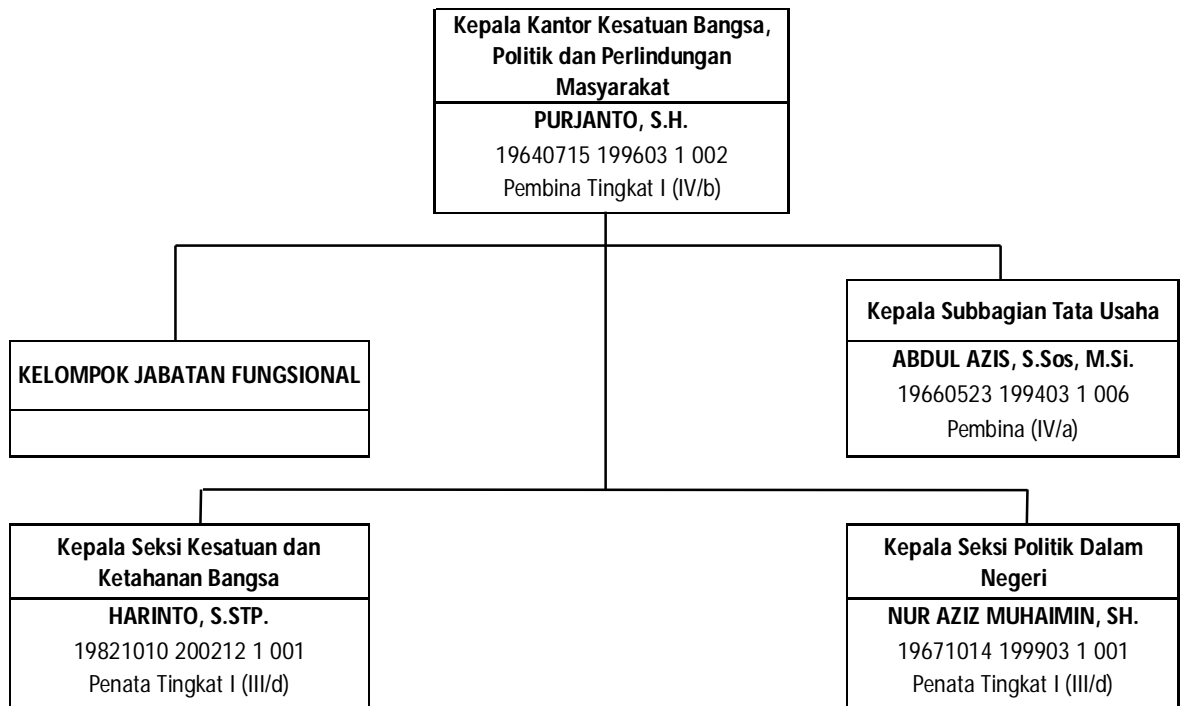 Kepala Kantor Kesatuan Bangsa,
Politik dan Perlindungan
Masyarakat
PURJANTO, S.H.
19640715 199603 1 002
Pembina Tingkat I (IV/b)
KELOMPOK JABATAN FUNGSIONAL
Kepala Subbagian Tata Usaha
ABDUL AZIS, S.Sos, M.Si.
19660523 199403 1 006
Pembina (IV/a)
Kepala Seksi Kesatuan dan
Ketahanan Bangsa
HARINTO, S.STP.
19821010 200212 1 001
Penata Tingkat I (III/d)
Kepala Seksi Politik Dalam
Negeri
NUR AZIZ MUHAIMIN, SH.
19671014 199903 1 001
Penata Tingkat I (III/d)